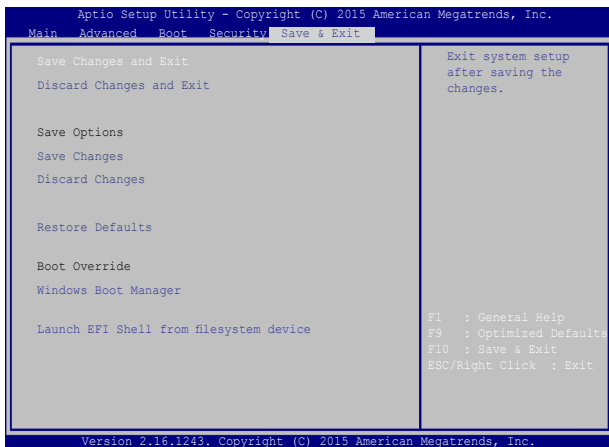 Aptio Setup Utility - Copyright (C) 2015 American Megatrends, Inc.
Main Advanced Boot Security Save & Exit
Save Changes and Exit
Discard Changes and Exit
Save Options
Save Changes
Discard Changes
Restore Defaults
Boot Override
Windows Boot Manager
Launch EFI Shell from filesystem device
Exit system setup
after saving the
changes.
F1 : General Help
F9 : Optimized Defaults
F10 : Save & Exit
ESC/Right Click : Exit
Version 2.16.1243. Copyright (C) 2015 American Megatrends, Inc.